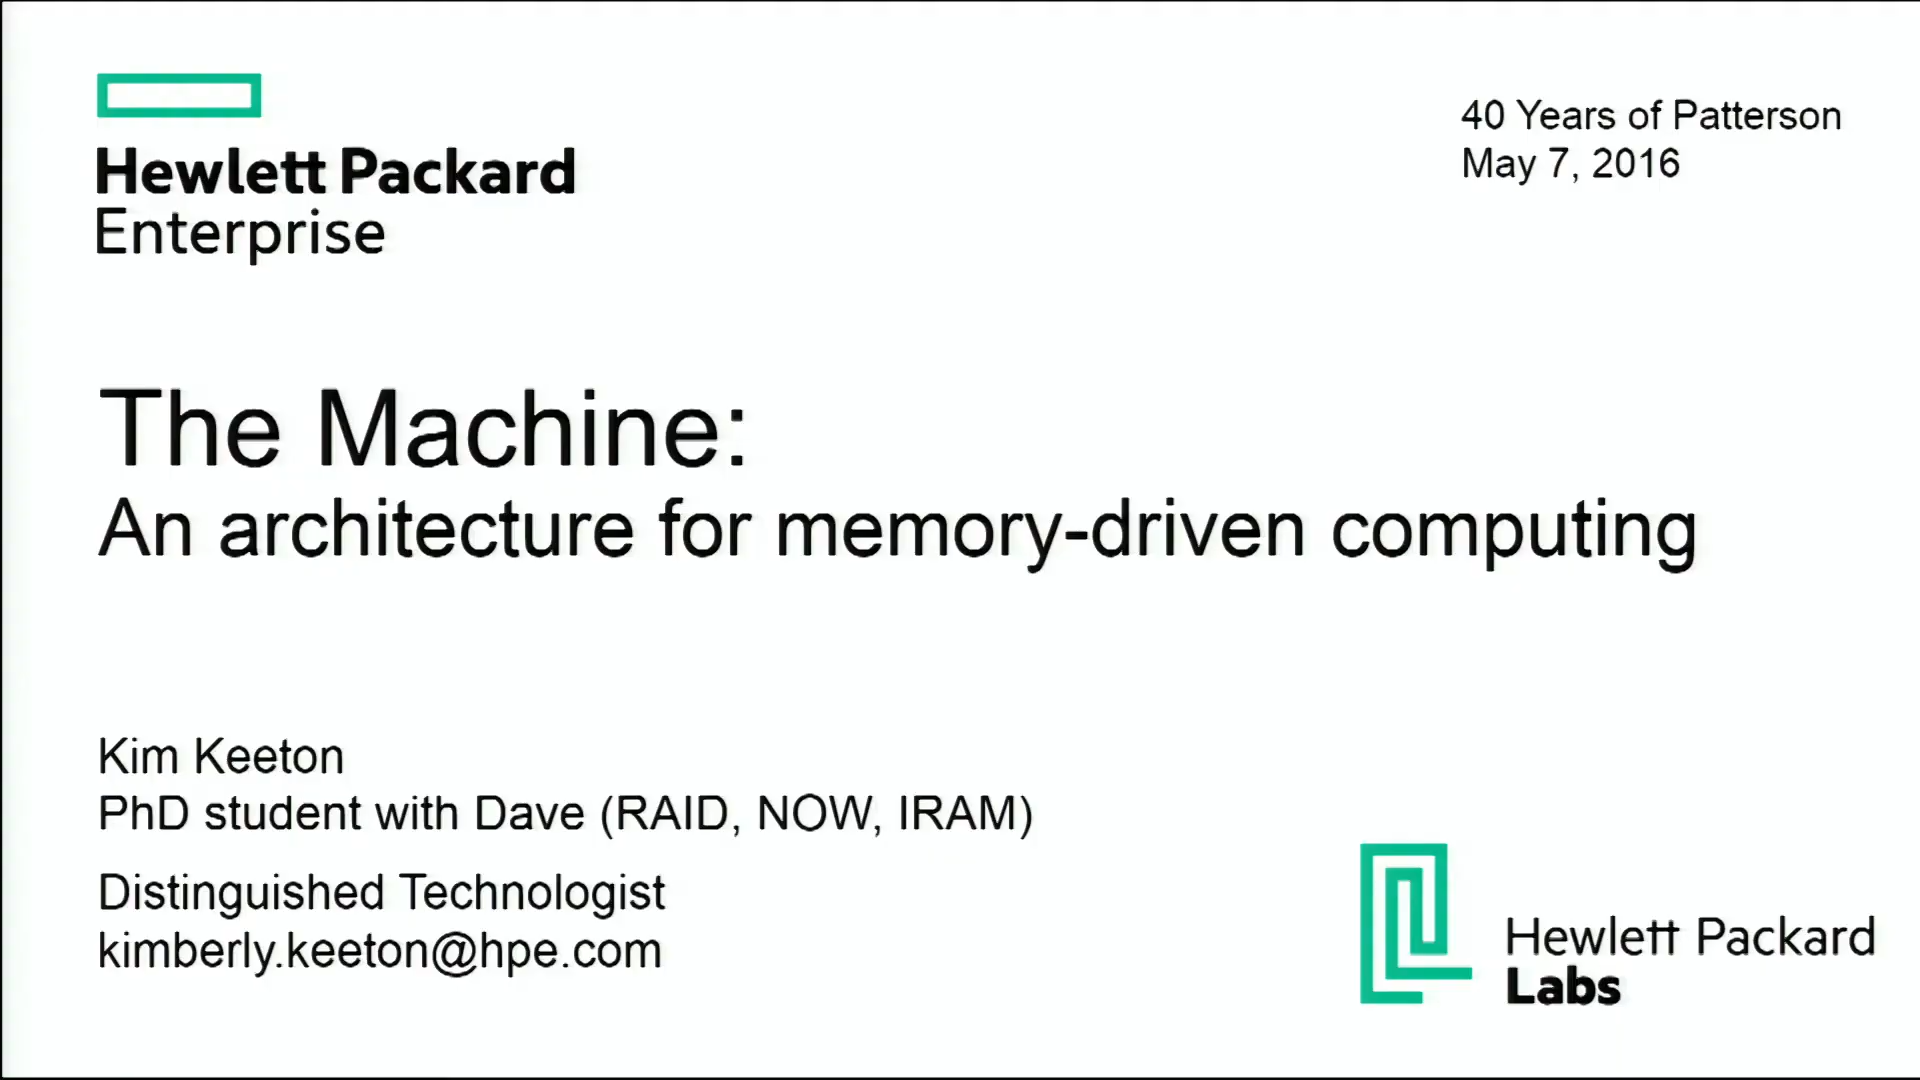 Hewlett Packard
Enterprise
40 Years of Patterson
May 7, 2016
The Machine:
An architecture for memory-driven computing
Kim Keeton
PhD student with Dave (RAID, NOW, IRAM)
Distinguished Technologist
kimberly.keeton@hpe.com
Hewlett Packard
Labs